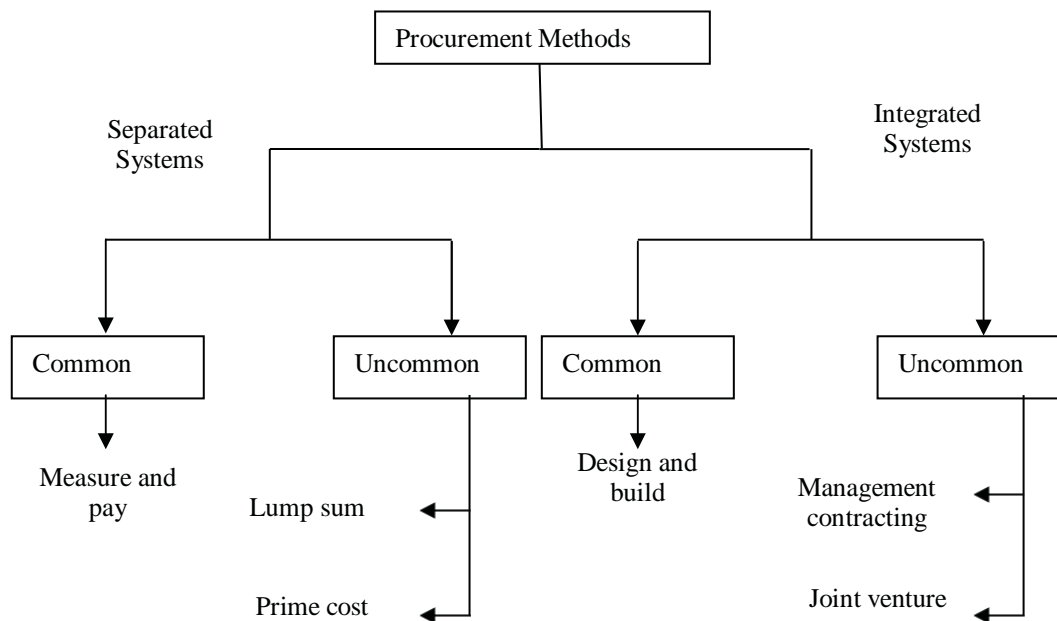 Procurement Methods
Separated
Systems
Integrated
Systems
Common
Uncommon
Common
Uncommon
Measure and
pay
Lump sum
Prime cost
Design and
build
Management
contracting
Joint venture